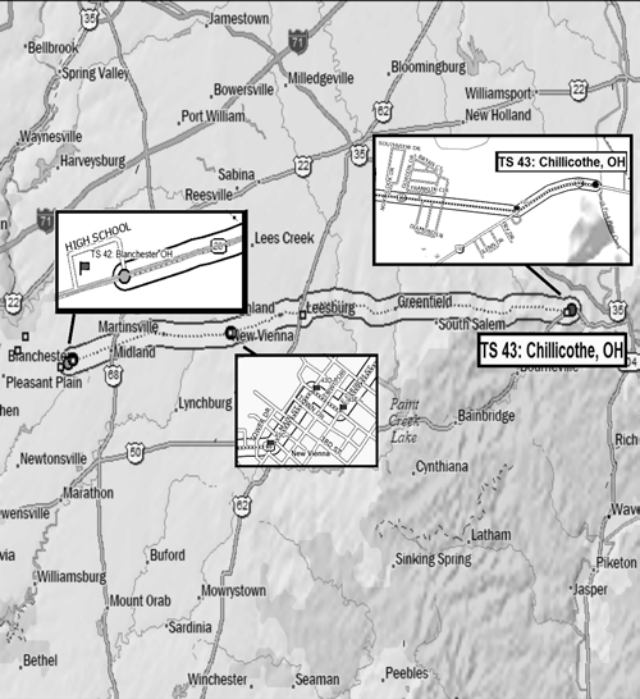 Jamestown
35
71
Bellbrook
Spring Valley
Bloomingburg
Milledgeville
Bowersville
Williamsport
22
Port William
62
New Holland
Waynesville
35
Harveysburg
22
Sabina
Reesville
TS 43: Chillicothe, OH
71
HIGH SCHOOL
TS 42: Blanchester OH
28
Lees Creek
22
Leesburg
Greenfield
35
Martinsville
New Vienna
South Salem
Blanchester
Midland
TS 43: Chillicothe, OH
Pleasant Plain
68
Bourneville
Lynchburg
New Vienna
Paint
Creek
Lake
Bainbridge
50
Newtonsville
Cynthiana
Marathon
62
Latham
Buford
Sinking Spring
Williamsburg
Piketon
Mowrystown
Jasper
Mount Orab
Sardinia
Bethel
Winchester
Seaman
Peebles